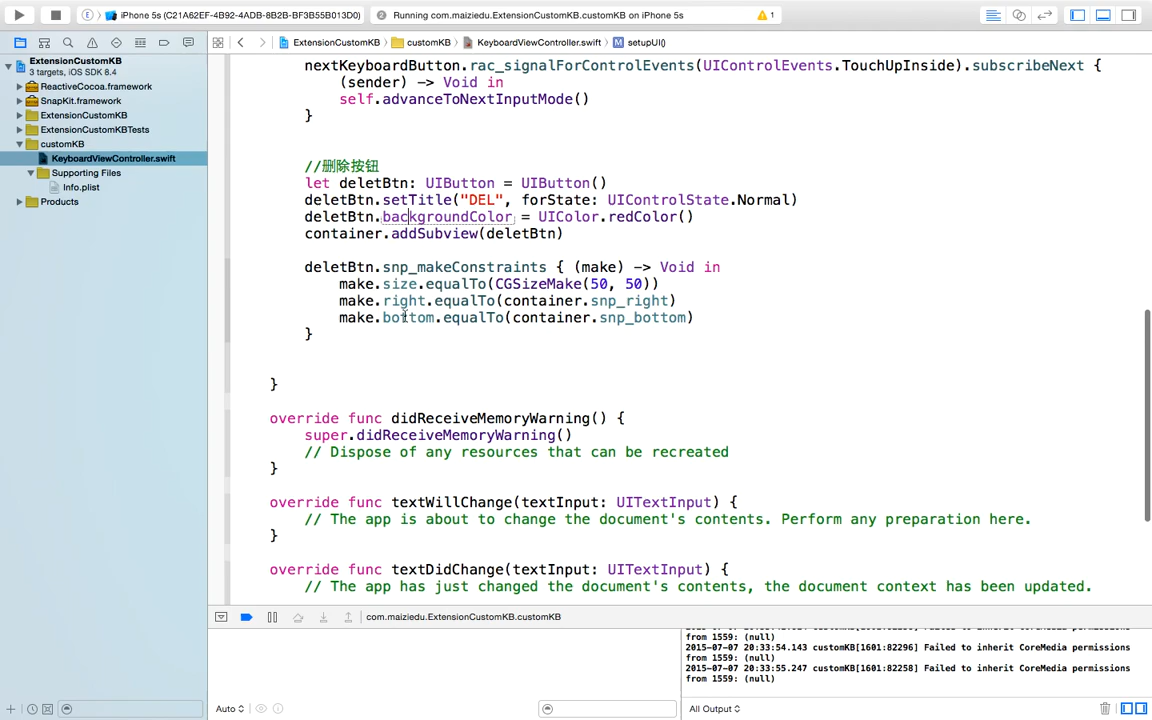 iPhone 5s (C21A62EF-4B92-4ADB-8B2B-BF3B55B013D0)
2 Running com.maiziedu.ExtensionCustomKB.customKB on iPhone 5s
1
ExtensionCustomKB
customKB
KeyboardViewController.swift
M setupUI()
ExtensionCustomKB
3 targets, iOS SDK 8.4
ReactiveCocoa.framework
SnapKit.framework
ExtensionCustomKB
ExtensionCustomKBTests
customKB
KeyboardViewController.swift
Supporting Files
Info.plist
Products
nextKeyboardButton.rac_signalForControlEvents(UIControlEvents.TouchUpInside).subscribeNext {
(sender) -> Void in
self.advanceToNextInputMode()
}
//删除按钮
let deletBtn: UIButton = UIButton()
deletBtn.setTitle("DEL", forState: UIControlState.Normal)
deletBtn.backgroundColor = UIColor.redColor()
container.addSubview(deletBtn)
deletBtn.snp_makeConstraints { (make) -> Void in
make.size.equalTo(CGSizeMake(50, 50))
make.right.equalTo(container.snp_right)
make.bottom.equalTo(container.snp_bottom)
}
}
override func didReceiveMemoryWarning() {
super.didReceiveMemoryWarning()
// Dispose of any resources that can be recreated
}
override func textWillChange(textInput: UITextInput) {
// The app is about to change the document's contents. Perform any preparation here.
}
override func textDidChange(textInput: UITextInput) {
// The app has just changed the document's contents, the document context has been updated.
com.maiziedu.ExtensionCustomKB.customKB
from 1559: (null)
2015-07-07 20:33:54.143 customKB[1601:82296] Failed to inherit CoreMedia permissions
from 1559: (null)
2015-07-07 20:33:55.247 customKB[1601:82258] Failed to inherit CoreMedia permissions
from 1559: (null)
Auto
All Output